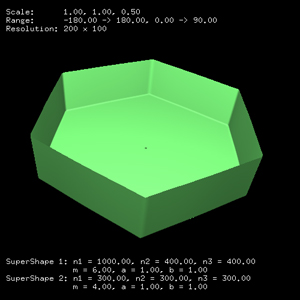 Scale: 1.00, 1.00, 0.50
Range: -180.00 -> 180.00, 0.00 -> 90.00
Resolution: 200 x 100
SuperShape 1: n1 = 1000.00, n2 = 400.00, n3 = 400.00
m = 6.00, a = 1.00, b = 1.00
SuperShape 2: n1 = 300.00, n2 = 300.00, n3 = 300.00
m = 4.00, a = 1.00, b = 1.00